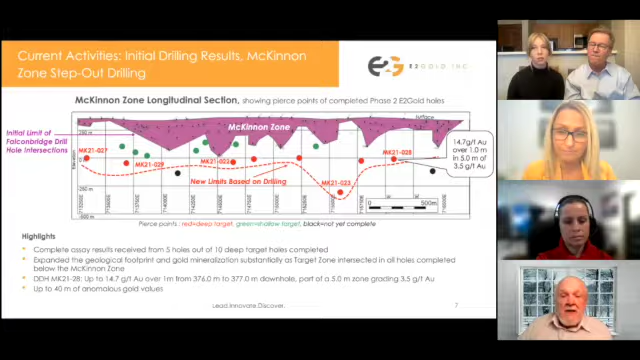 Current Activities: Initial Drilling Results, McKinnon
Zone Step-Out Drilling
E2G
E2GOLD INC
McKinnon Zone Longitudinal Section, showing pierce points of completed Phase 2 E2Gold holes
McKinnon Zone
Initial Limit of
Falconbridge Drill
Hole Intersections
MK21-029
MK21-022
MK21-028
MK21-023
New Limits Based on Drilling
14.7g/t Au
over 1.0 m
in 5.0 m of
3.5 g/t Au
0
500m
Elevation
Pierce points: red=deep target, green=shallow target, black=not yet complete
Highlights
Complete assay results received from 5 holes out of 10 deep target holes completed
Expanded the geological footprint and gold mineralization substantially as Target Zone intersected in all holes completed
below the McKinnon Zone
DDH MK21-28: Up to 14.7 g/t Au over 1m from 376.0 m to 377.0 m downhole, part of a 5.0 m zone grading 3.5 g/t Au
Up to 40 m of anomalous gold values
Lead.Innovate.Discover.
7